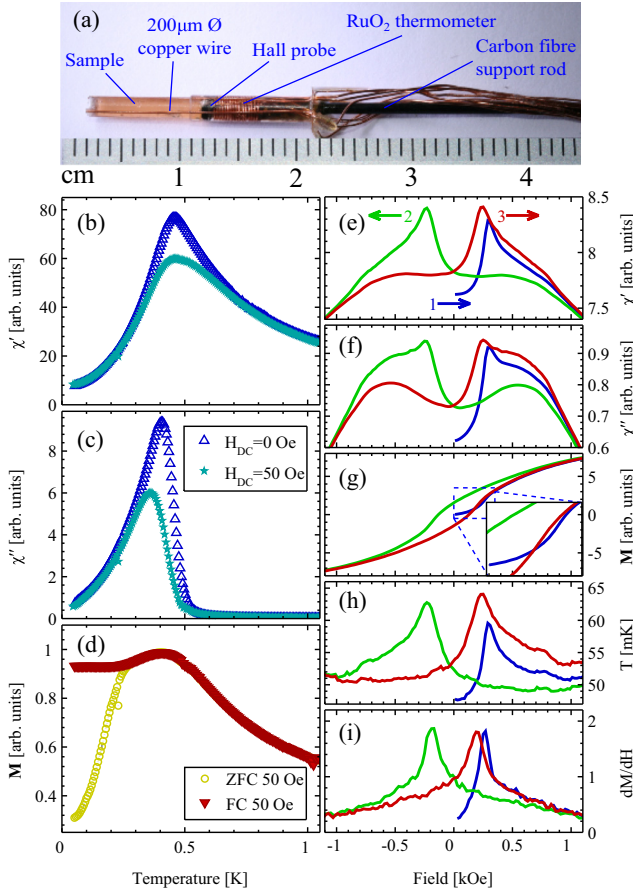 (a)
200μm Ø
copper wire
Sample
Hall probe
RuO2 thermometer
Carbon fibre
support rod
cm 1 2 3 4
(b)
χ′ [arb. units]
80
60
40
20
0
(c)
χ″ [arb. units]
8
6
4
2
0
H_DC=0 Oe
H_DC=50 Oe
(d)
M [arb. units]
1
0.8
0.6
0.4
ZFC 50 Oe
FC 50 Oe
0 0.5 1
Temperature [K]
(e)
2
3
1
8.5
8
7.5
χ′ [arb. units]
(f)
0.9
0.8
0.7
0.6
χ″ [arb. units]
(g)
5
0
-5
M [arb. units]
(h)
65
60
55
50
T [mK]
(i)
2
1
0
dM/dH
-1 -0.5 0 0.5 1
Field [kOe]